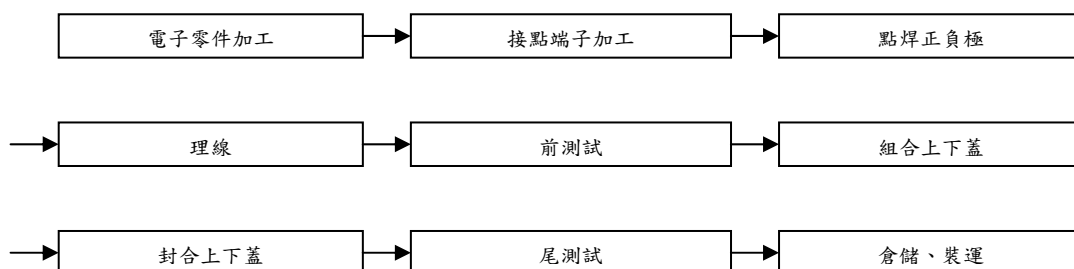 電子零件加工
接點端子加工
點焊正負極
理線
前測試
組合上下蓋
封合上下蓋
尾測試
倉儲、裝運